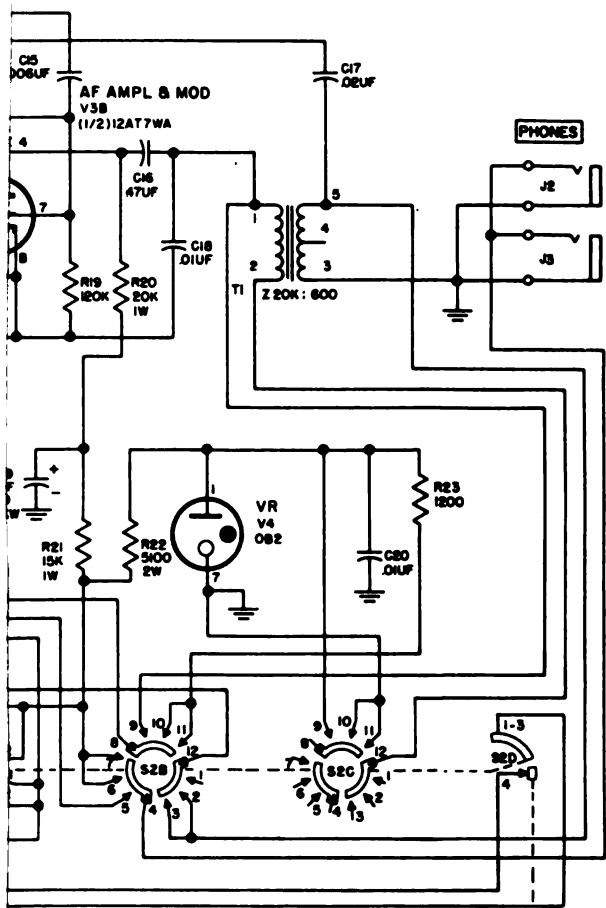 C15
.006UF
C17
.02UF
AF AMPL & MOD
V3B
(1/2)12AT7WA
PHONES
4
C16
.47UF
J2
7
1
5
4
C18
.01UF
J3
8
2
3
R19
120K
R20
20K
1W
T1
Z 20K : 600
+
-
1
R23
1200
VR
V4
OB2
R21
15K
1W
R22
5100
2W
C20
.01UF
7
9
10
11
8
12
7
S2B
1
6
2
5
4
3
9
10
11
8
12
7
S2C
1
6
2
5
4
3
1-3
S2D
4